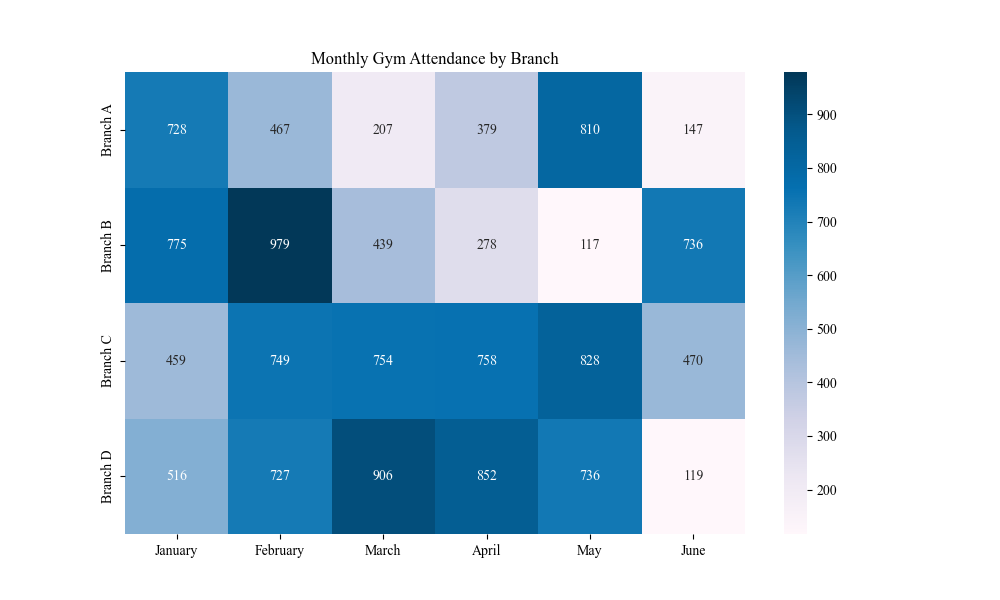 Monthly Gym Attendance by Branch
Branch A
728 467 207 379 810 147
Branch B
775 979 439 278 117 736
Branch C
459 749 754 758 828 470
Branch D
516 727 906 852 736 119
January February March April May June
900
800
700
600
500
400
300
200